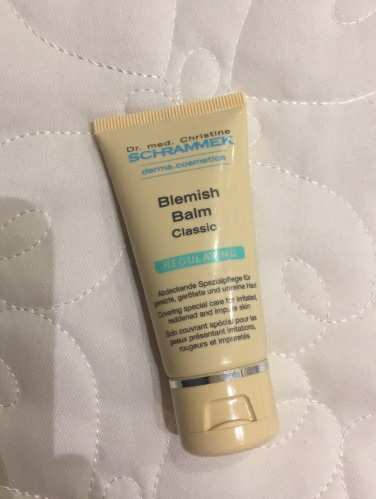 Dr. med. Christine
SCHRAMMEK
derma.cosmetics
Blemish
Balm
Classic
REGULATING
Abdeckende Spezialpflege für
gereizte, gerötete und unreine Haut
Covering special care for irritated,
reddened and impure skin
Soin couvrant spécial pour les
peaux présentant irritations,
rougeurs et impuretés